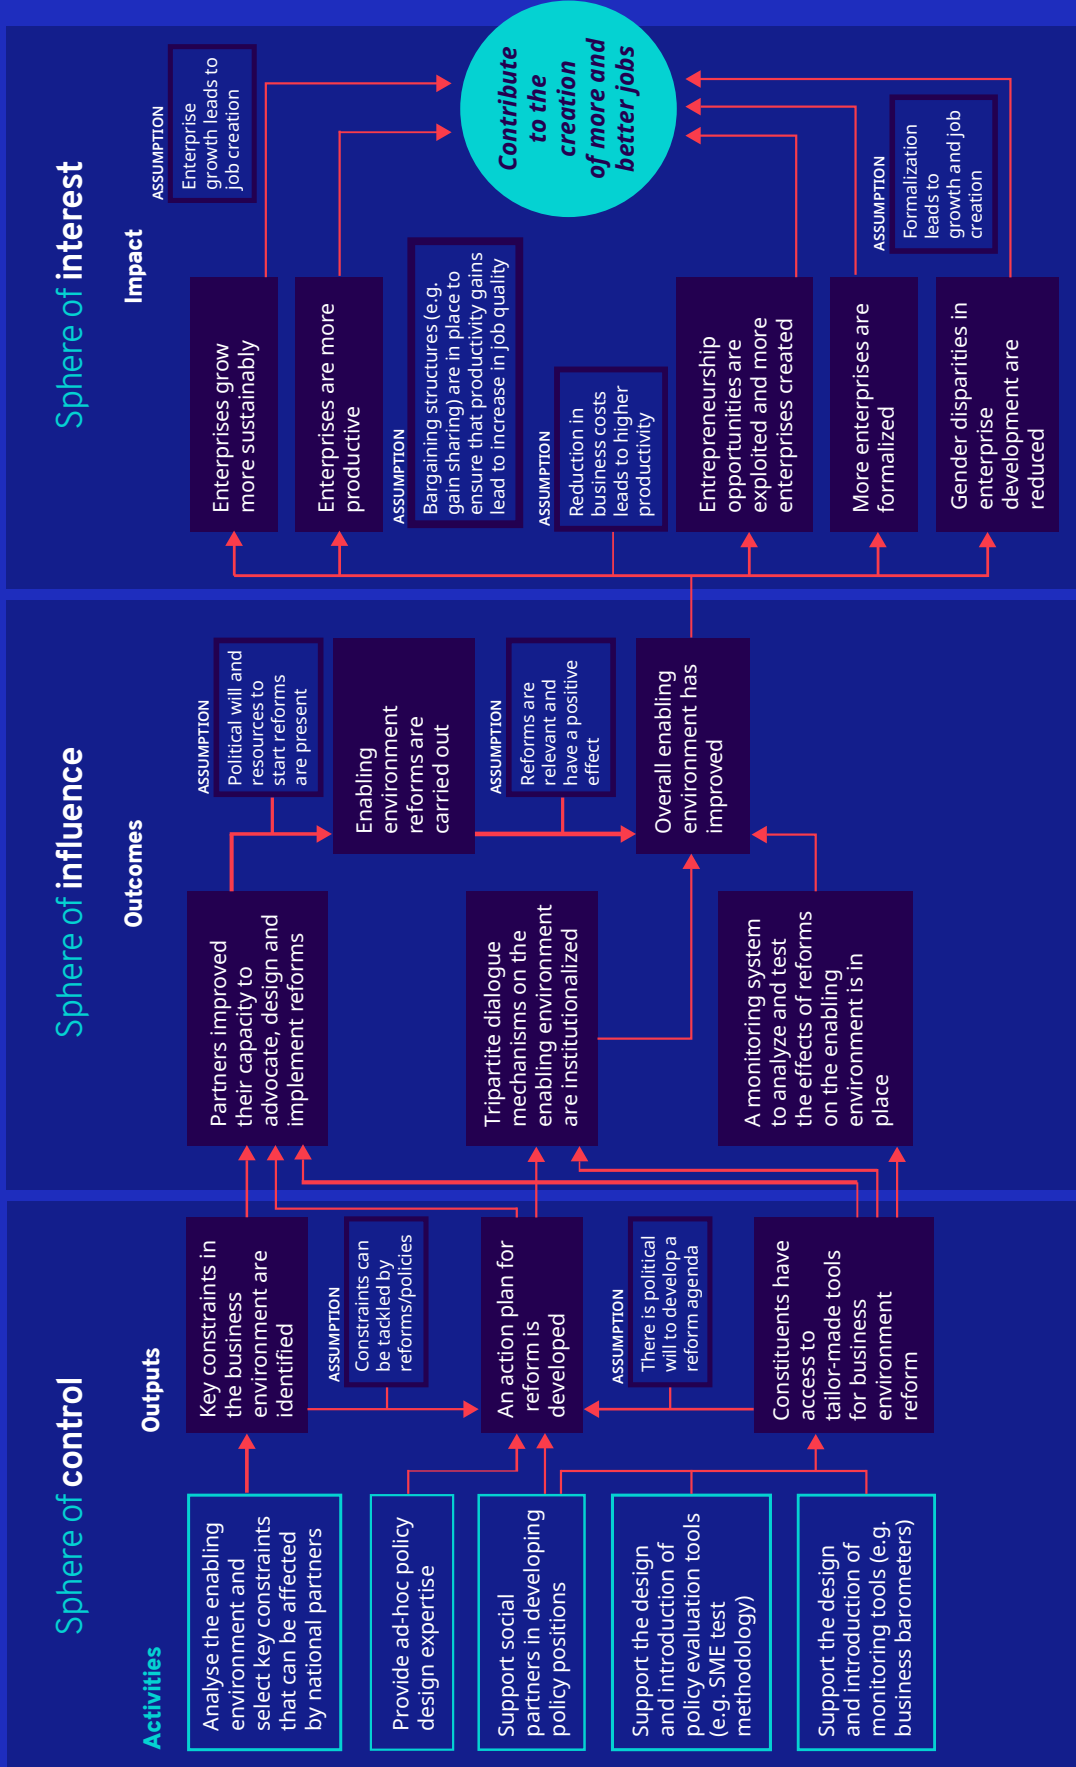 Sphere of control
Activities
Analyse the enabling
environment and
select key constraints
that can be affected
by national partners
Provide ad-hoc policy
design expertise
Support social
partners in developing
policy positions
Support the design
and introduction of
policy evaluation tools
(e.g. SME test
methodology)
Support the design
and introduction of
monitoring tools (e.g.
business barometers)
Outputs
Key constraints in
the business
environment are
identified
ASSUMPTION
Constraints can
be tackled by
reforms/policies
An action plan for
reform is
developed
ASSUMPTION
There is political
will to develop a
reform agenda
Constituents have
access to
tailor-made tools
for business
environment
reform
Sphere of influence
Outcomes
Partners improved
their capacity to
advocate, design and
implement reforms
Tripartite dialogue
mechanisms on the
enabling environment
are institutionalized
A monitoring system
to analyze and test
the effects of reforms
on the enabling
environment is in
place
ASSUMPTION
Political will and
resources to
start reforms
are present
Enabling
environment
reforms are
carried out
ASSUMPTION
Reforms are
relevant and
have a positive
effect
Overall enabling
environment has
improved
Sphere of interest
Impact
Enterprises grow
more sustainably
Enterprises are more
productive
ASSUMPTION
Bargaining structures (e.g.
gain sharing) are in place to
ensure that productivity gains
lead to increase in job quality
ASSUMPTION
Reduction in
business costs
leads to higher
productivity
Entrepreneurship
opportunities are
exploited and more
enterprises created
More enterprises are
formalized
Gender disparities in
enterprise
development are
reduced
ASSUMPTION
Enterprise
growth leads to
job creation
Contribute
to the
creation
of more and
better jobs
ASSUMPTION
Formalization
leads to
growth and job
creation